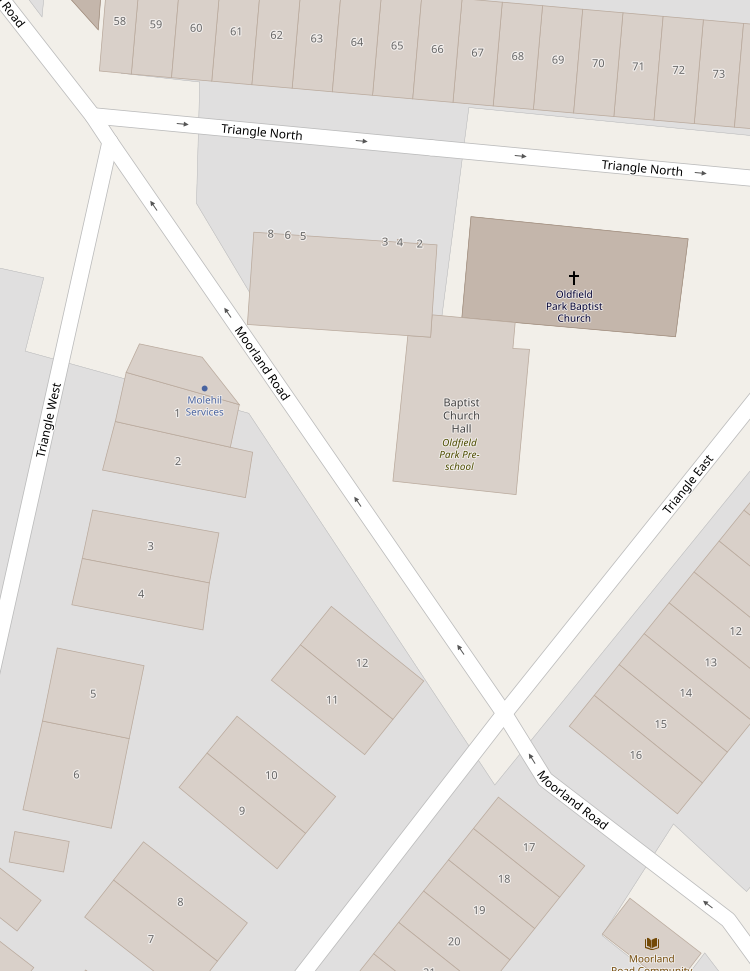 Road
58
59
60
61
62
63
64
65
66
67
68
69
70
71
72
73
Triangle North
Triangle North
8 6 5
3 4 2
Oldfield
Park Baptist
Church
Moorland Road
Molehil
Services
1
2
Triangle West
Baptist
Church
Hall
Oldfield
Park Pre-
school
Triangle East
3
4
12
11
12
13
14
15
16
5
6
10
9
Moorland Road
17
18
19
20
8
7
Moorland
Road Community